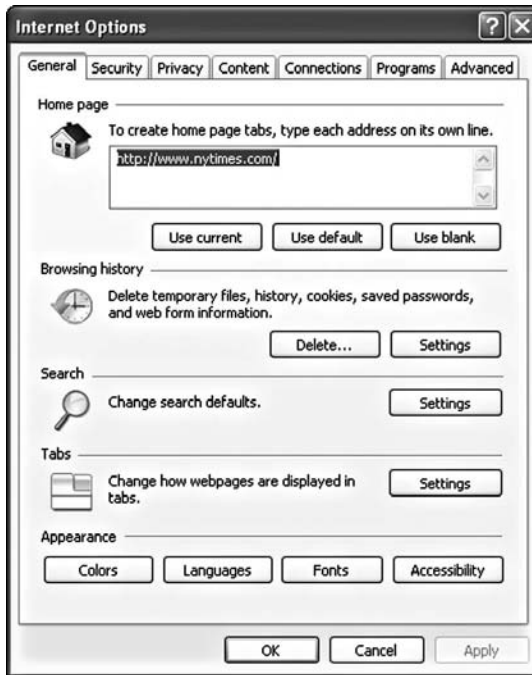 Internet Options
General Security Privacy Content Connections Programs Advanced
Home page
To create home page tabs, type each address on its own line.
http://www.nytimes.com/
Use current Use default Use blank
Browsing history
Delete temporary files, history, cookies, saved passwords,
and web form information.
Delete... Settings
Search
Change search defaults. Settings
Tabs
Change how webpages are displayed in Settings
tabs.
Appearance
Colors Languages Fonts Accessibility
OK Cancel Apply